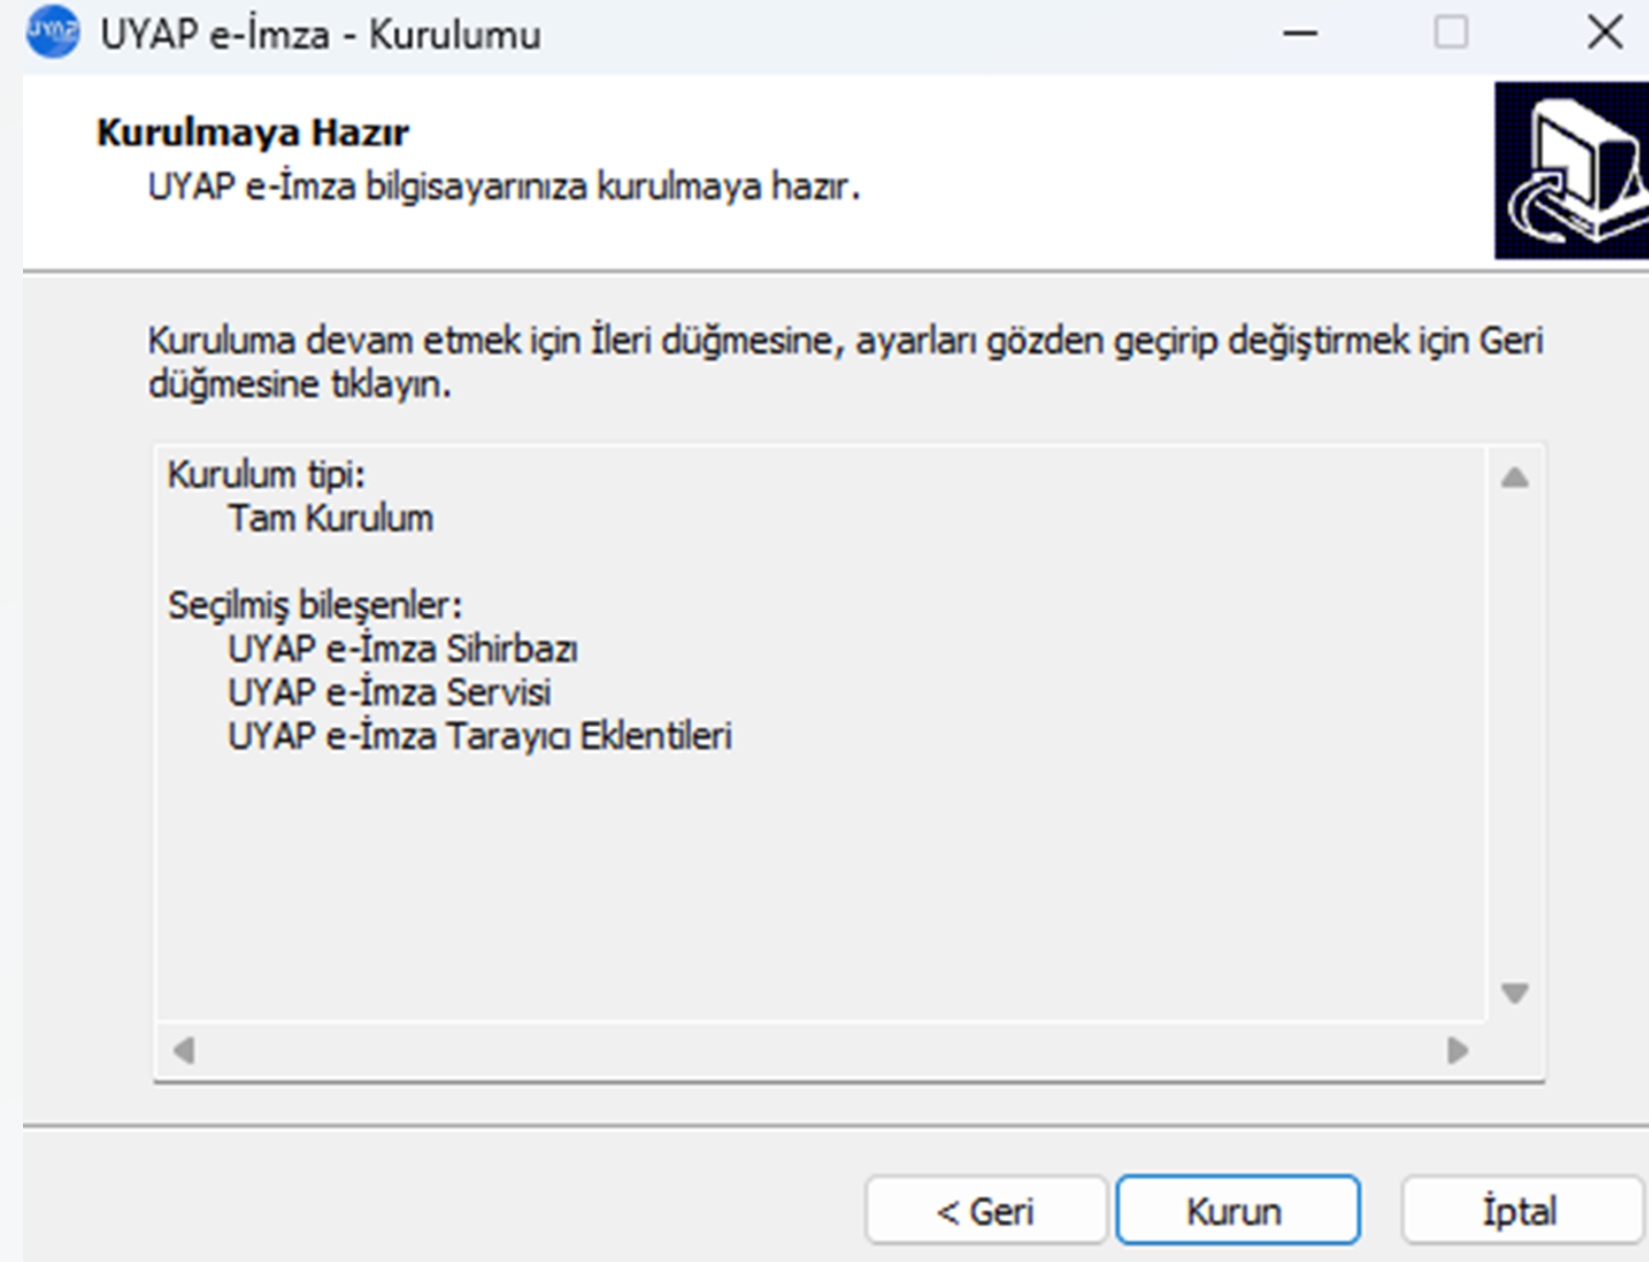 UYAP
UYAP e-İmza - Kurulumu
Kurulmaya Hazır
UYAP e-İmza bilgisayarınıza kurulmaya hazır.
Kuruluma devam etmek için İleri düğmesine, ayarları gözden geçirip değiştirmek için Geri
düğmesine tıklayın.
Kurulum tipi:
Tam Kurulum
Seçilmiş bileşenler:
UYAP e-İmza Sihirbazı
UYAP e-İmza Servisi
UYAP e-İmza Tarayıcı Eklentileri
< Geri
Kurun
İptal